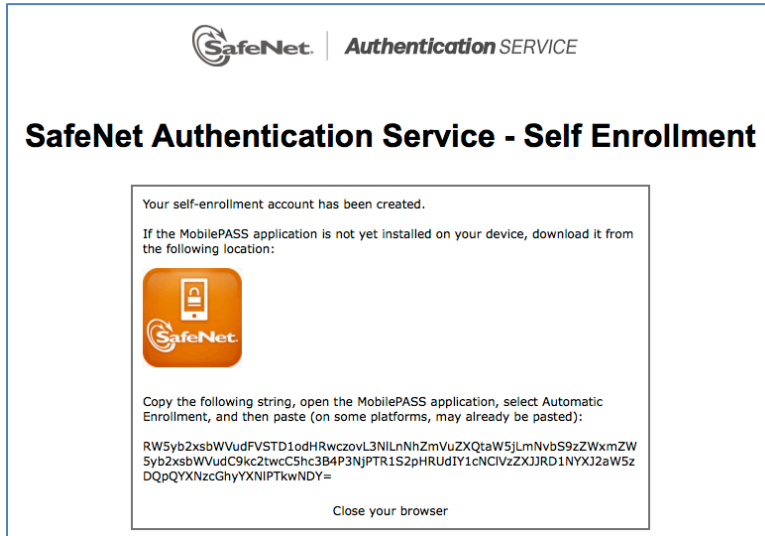 SafeNet. Authentication SERVICE
SafeNet Authentication Service - Self Enrollment
Your self-enrollment account has been created.
If the MobilePASS application is not yet installed on your device, download it from
the following location:
SafeNet.
Copy the following string, open the MobilePASS application, select Automatic
Enrollment, and then paste (on some platforms, may already be pasted):
RW5yb2xsbWVudFVSTD1odHRwczovL3NlLnNhZmVuZXQtaW5jLmNvbS9zZWxmZW
5yb2xsbWVudC9kc2twcC5hc3B4P3NjPTR1S2pHRUdIY1cNClVzZXJJRD1NYXJ2aW5z
DQpQYXNzcGhyYXNlPTkwNDY=
Close your browser